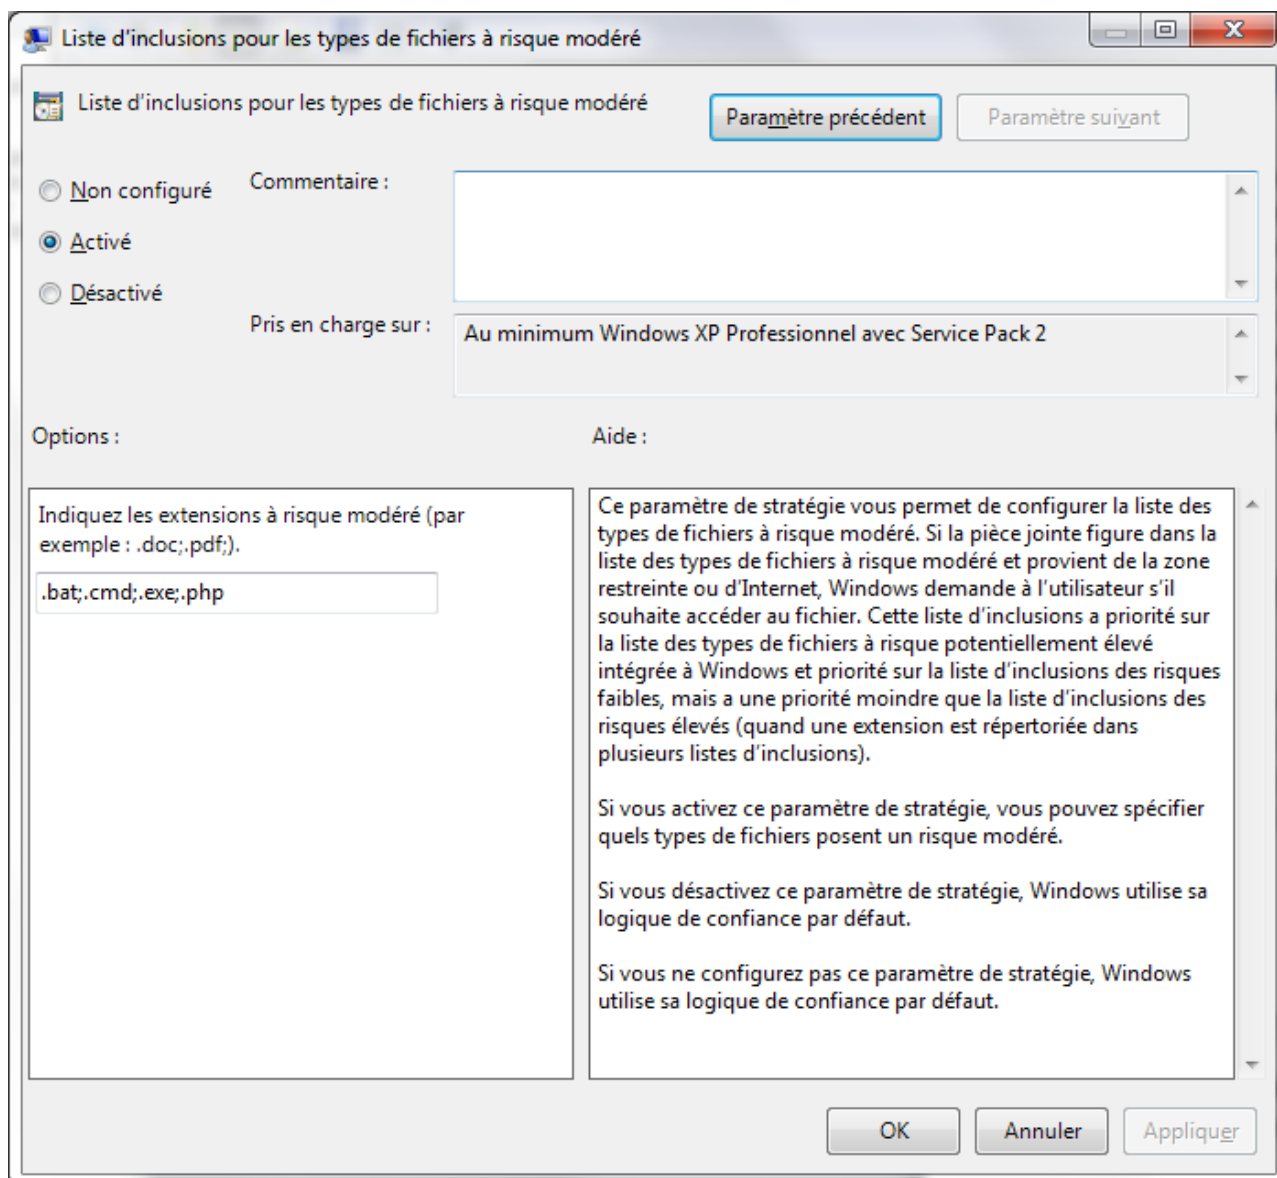 Liste d'inclusions pour les types de fichiers à risque modéré
Liste d'inclusions pour les types de fichiers à risque modéré
Paramètre précédent
Paramètre suivant
Non configuré
Commentaire :
Activé
Désactivé
Pris en charge sur :
Au minimum Windows XP Professionnel avec Service Pack 2
Options :
Aide :
Indiquez les extensions à risque modéré (par
exemple : .doc;.pdf;).
.bat;.cmd;.exe;.php
Ce paramètre de stratégie vous permet de configurer la liste des
types de fichiers à risque modéré. Si la pièce jointe figure dans la
liste des types de fichiers à risque modéré et provient de la zone
restreinte ou d'Internet, Windows demande à l'utilisateur s'il
souhaite accéder au fichier. Cette liste d'inclusions a priorité sur
la liste des types de fichiers à risque potentiellement élevé
intégrée à Windows et priorité sur la liste d'inclusions des risques
faibles, mais a une priorité moindre que la liste d'inclusions des
risques élevés (quand une extension est répertoriée dans
plusieurs listes d'inclusions).
Si vous activez ce paramètre de stratégie, vous pouvez spécifier
quels types de fichiers posent un risque modéré.
Si vous désactivez ce paramètre de stratégie, Windows utilise sa
logique de confiance par défaut.
Si vous ne configurez pas ce paramètre de stratégie, Windows
utilise sa logique de confiance par défaut.
OK
Annuler
Appliquer